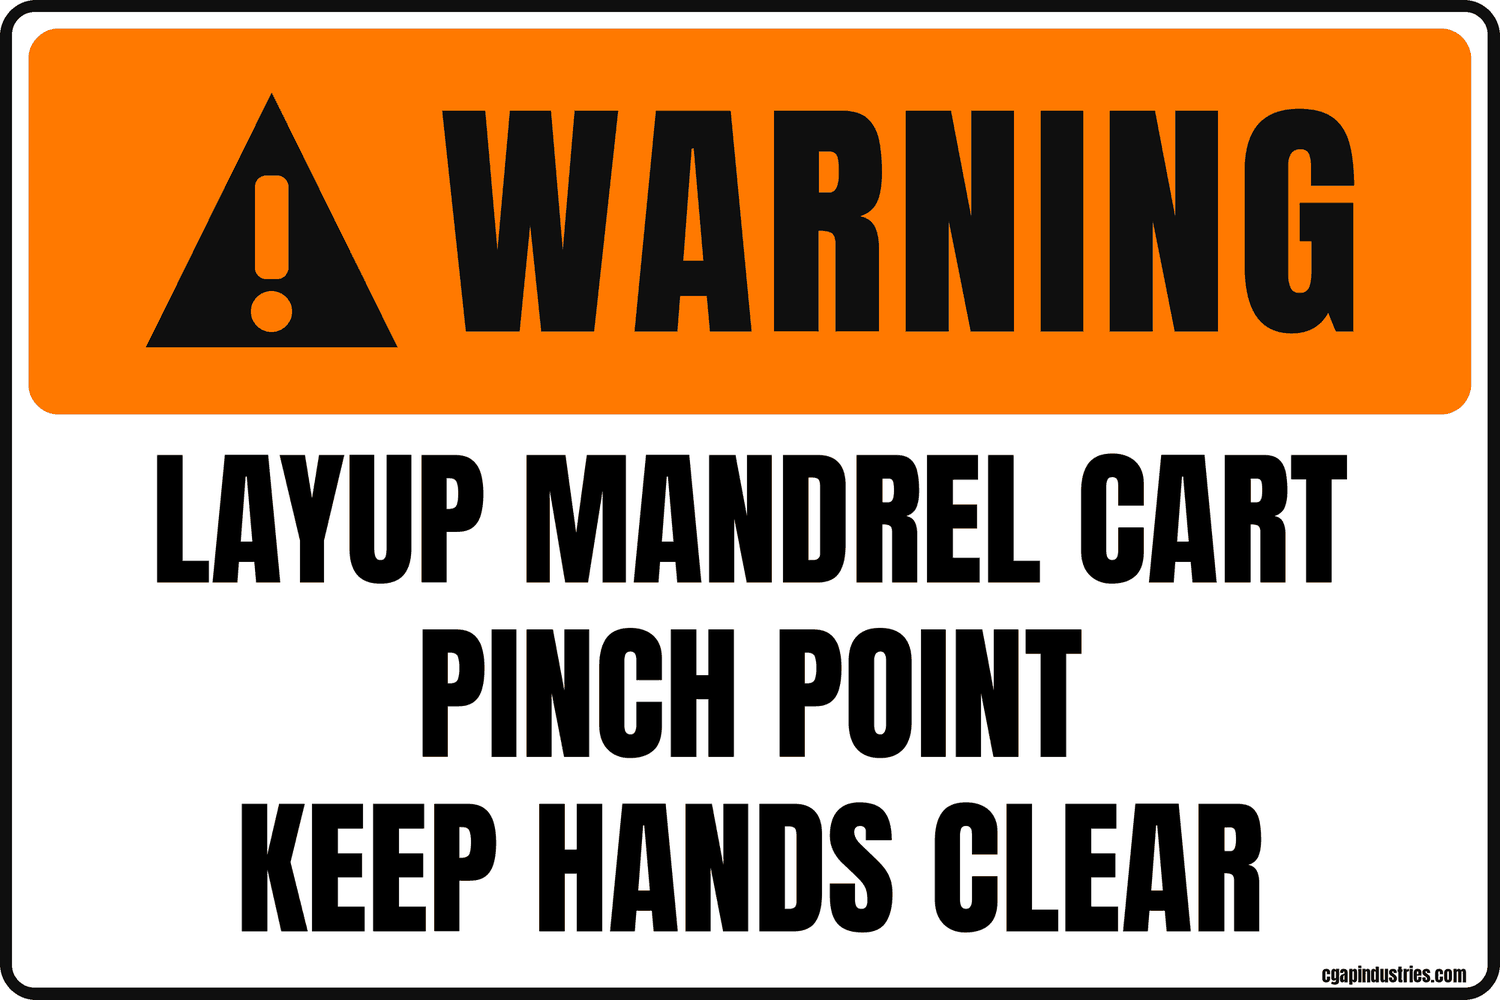 WARNING
LAYUP MANDREL CART
PINCH POINT
KEEP HANDS CLEAR
cgapindustries.com